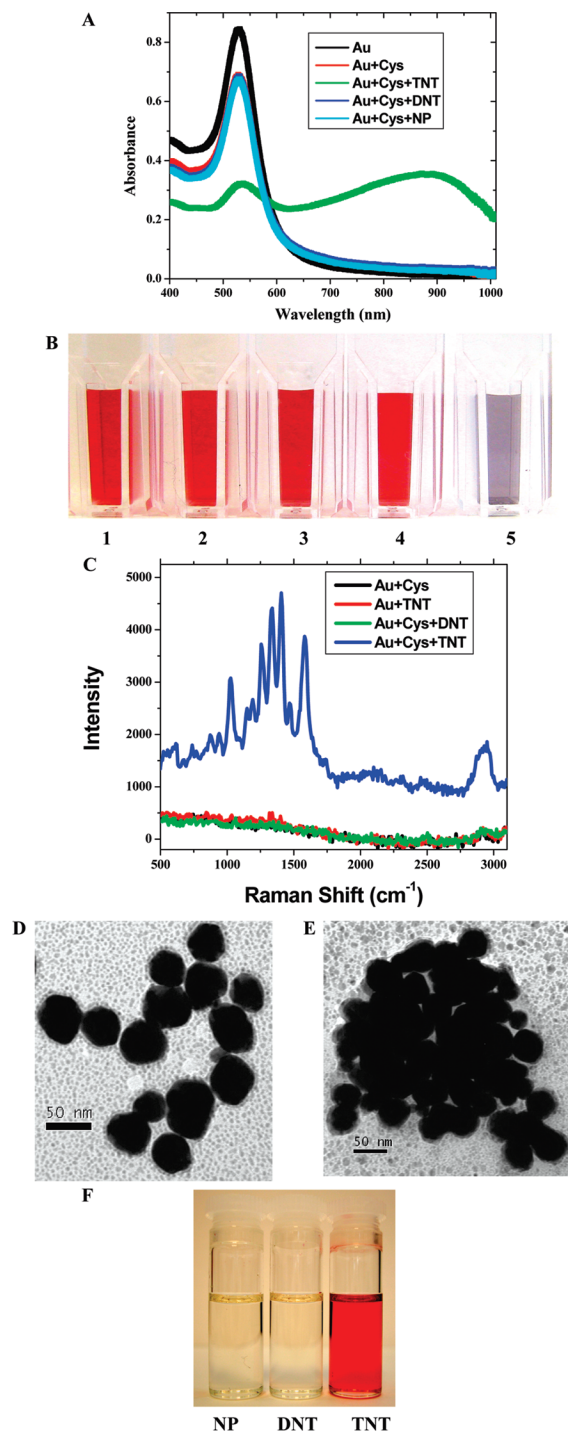 A
0.8
0.6
0.4
0.2
0.0
Absorbance
Au
Au+Cys
Au+Cys+TNT
Au+Cys+DNT
Au+Cys+NP
400 500 600 700 800 900 1000
Wavelength (nm)
B
1 2 3 4 5
C
5000
4000
3000
2000
1000
0
Intensity
Au+Cys
Au+TNT
Au+Cys+DNT
Au+Cys+TNT
500 1000 1500 2000 2500 3000
Raman Shift (cm⁻¹)
D
50 nm
E
50 nm
F
NP DNT TNT